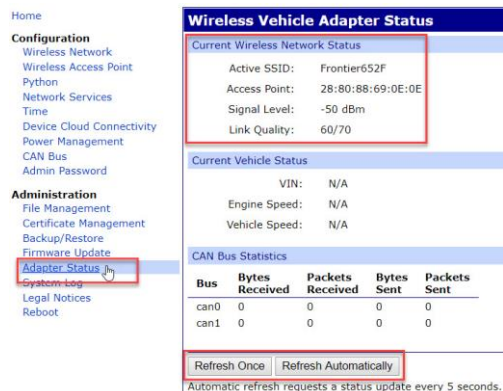 Home
Configuration
Wireless Network
Wireless Access Point
Python
Network Services
Time
Device Cloud Connectivity
Power Management
CAN Bus
Admin Password
Administration
File Management
Certificate Management
Backup/Restore
Firmware Update
Adapter Status
System Log
Legal Notices
Reboot
Wireless Vehicle Adapter Status
Current Wireless Network Status
Active SSID: Frontier652F
Access Point: 28:80:88:69:0E:0E
Signal Level: -50 dBm
Link Quality: 60/70
Current Vehicle Status
VIN: N/A
Engine Speed: N/A
Vehicle Speed: N/A
CAN Bus Statistics
Bus Bytes Received Packets Received Bytes Sent Packets Sent
can0 0 0 0 0
can1 0 0 0 0
Refresh Once Refresh Automatically
Automatic refresh requests a status update every 5 seconds.